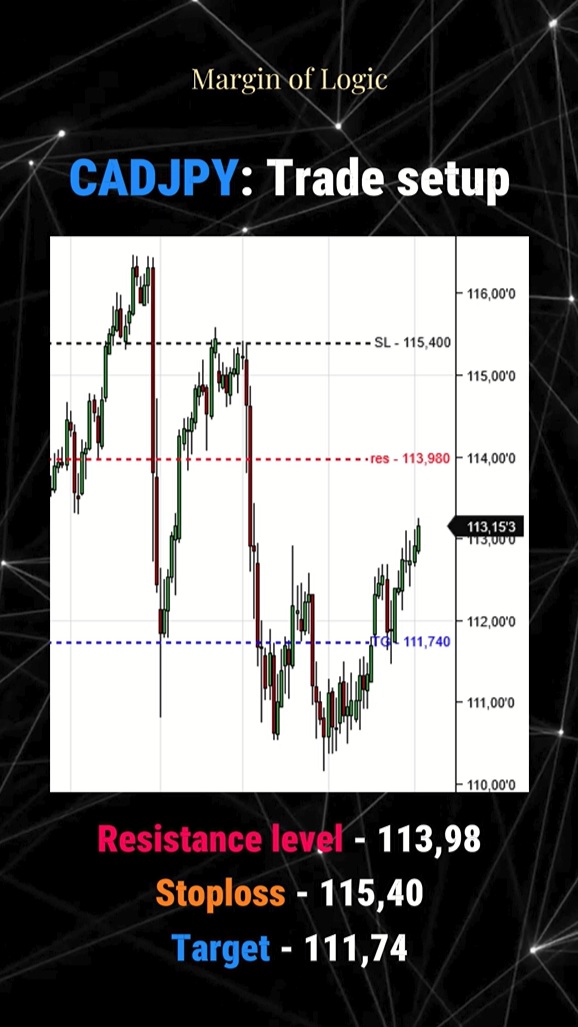 Margin of Logic
CADJPY: Trade setup
116,00'0
SL - 115,400
115,00'0
res - 113,980
114,00'0
113,15'3
113,00'0
112,00'0
TG - 111,740
111,00'0
110,00'0
Resistance level - 113,98
Stoploss - 115,40
Target - 111,74